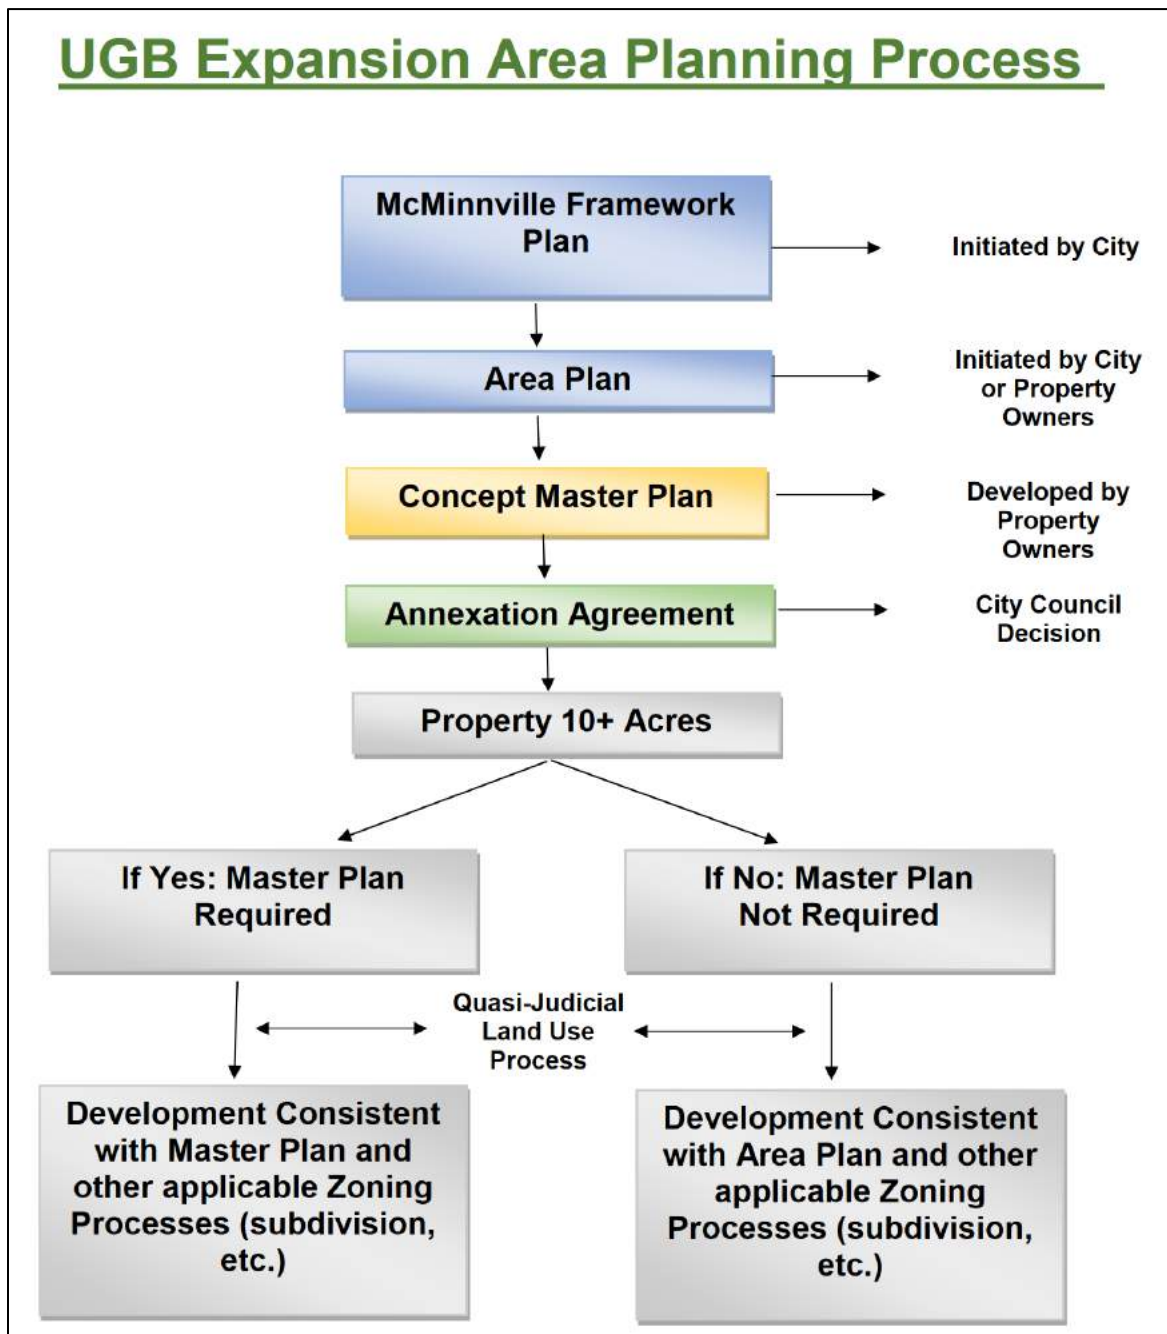 UGB Expansion Area Planning Process
McMinnville Framework
Plan
Initiated by City
Area Plan
Initiated by City
or Property
Owners
Concept Master Plan
Developed by
Property
Owners
Annexation Agreement
City Council
Decision
Property 10+ Acres
If Yes: Master Plan
Required
If No: Master Plan
Not Required
Quasi-Judicial
Land Use
Process
Development Consistent
with Master Plan and
other applicable Zoning
Processes (subdivision,
etc.)
Development Consistent
with Area Plan and other
applicable Zoning
Processes (subdivision,
etc.)